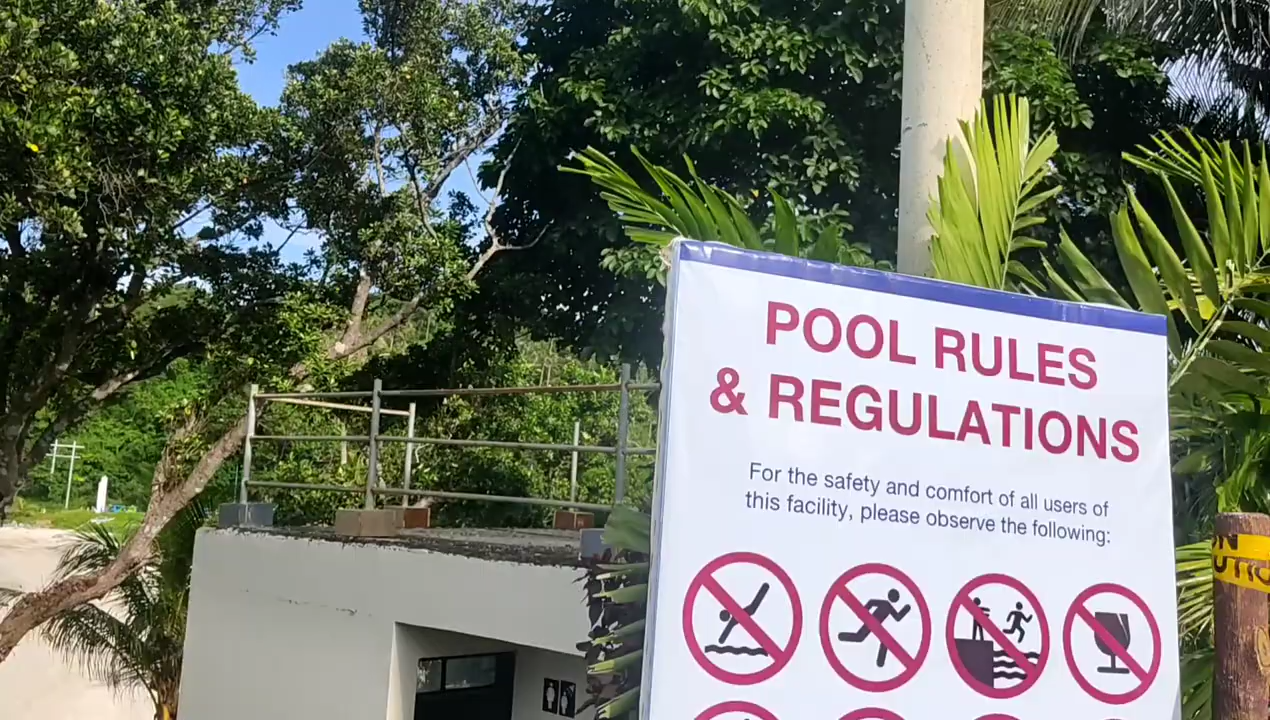 POOL RULES
& REGULATIONS
For the safety and comfort of all users of
this facility, please observe the following: